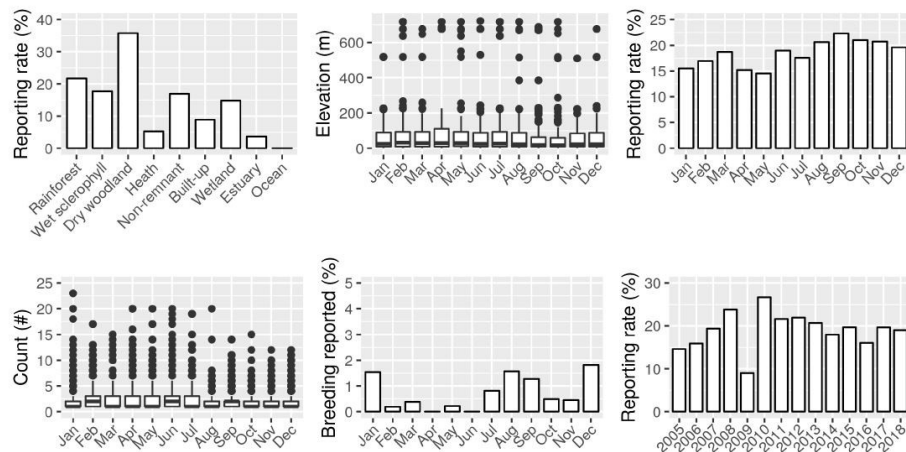 Reporting rate (%)
40
30
20
10
0
Rainforest
Wet sclerophyll
Dry woodland
Heath
Non-remnant
Built-up
Wetland
Estuary
Ocean
Elevation (m)
600
400
200
0
Jan
Feb
Mar
Apr
May
Jun
Jul
Aug
Sep
Oct
Nov
Dec
Reporting rate (%)
25
20
15
10
5
0
Jan
Feb
Mar
Apr
May
Jun
Jul
Aug
Sep
Oct
Nov
Dec
Count (#)
25
20
15
10
5
0
Jan
Feb
Mar
Apr
May
Jun
Jul
Aug
Sep
Oct
Nov
Dec
Breeding reported (%)
5
4
3
2
1
0
Jan
Feb
Mar
Apr
May
Jun
Jul
Aug
Sep
Oct
Nov
Dec
Reporting rate (%)
30
20
10
0
2005
2006
2007
2008
2009
2010
2011
2012
2013
2014
2015
2016
2017
2018